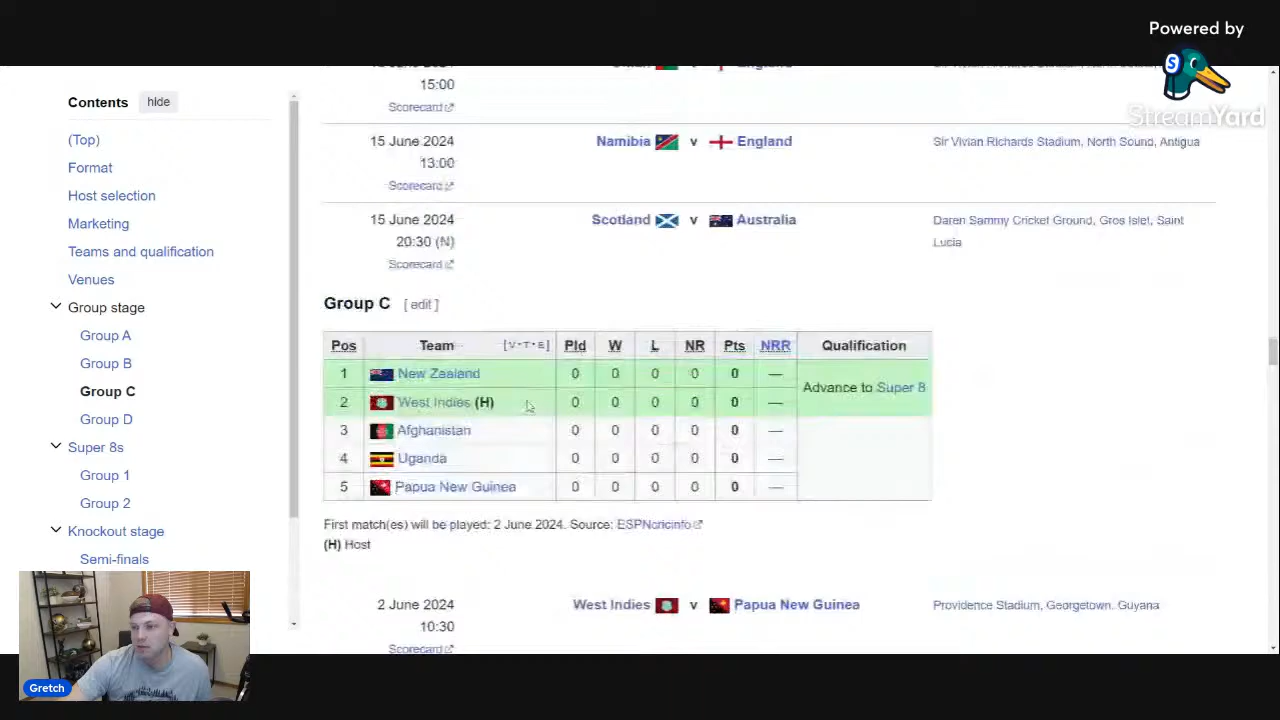 Powered by
StreamYard
Contents hide
(Top)
Format
Host selection
Marketing
Teams and qualification
Venues
Group stage
Group A
Group B
Group C
Group D
Super 8s
Group 1
Group 2
Knockout stage
Semi-finals
15:00
Scorecard
15 June 2024 Namibia v England Sir Vivian Richards Stadium, North Sound, Antigua
13:00
Scorecard
15 June 2024 Scotland v Australia Daren Sammy Cricket Ground, Gros Islet, Saint
20:30 (N) Lucia
Scorecard
Group C [ edit ]
Pos Team [V·T·E] Pld W L NR Pts NRR Qualification
1 New Zealand 0 0 0 0 0 — Advance to Super 8
2 West Indies (H) 0 0 0 0 0 —
3 Afghanistan 0 0 0 0 0 —
4 Uganda 0 0 0 0 0 —
5 Papua New Guinea 0 0 0 0 0 —
First match(es) will be played: 2 June 2024. Source: ESPNcricinfo
(H) Host
2 June 2024 West Indies v Papua New Guinea Providence Stadium, Georgetown, Guyana
10:30
Scorecard
Gretch